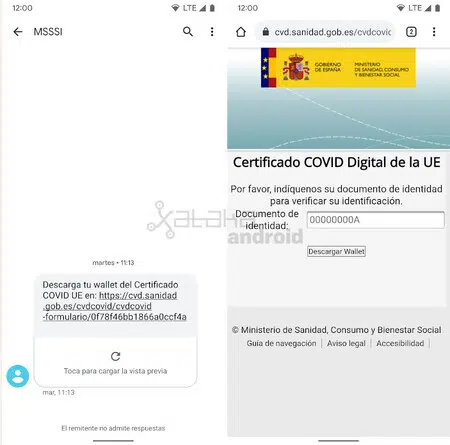 12:00
LTE
MSSSI
martes • 11:13
Descarga tu wallet del Certificado
COVID UE en: https://cvd.sanidad
.gob.es/cvdcovid/cvdcovid
-formulario/0f78f46bb1866a0ccf4a
Toca para cargar la vista previa
mar, 11:13
El remitente no admite respuestas
12:00
LTE
cvd.sanidad.gob.es/cvdcovid
2
GOBIERNO
DE ESPAÑA
MINISTERIO
DE SANIDAD, CONSUMO
Y BIENESTAR SOCIAL
Certificado COVID Digital de la UE
Por favor, indíquenos su documento de identidad
para verificar su identificación.
Documento de
identidad:
00000000A
Descargar Wallet
© Ministerio de Sanidad, Consumo y Bienestar Social
Guía de navegación | Aviso legal | Accesibilidad |
xataka
android